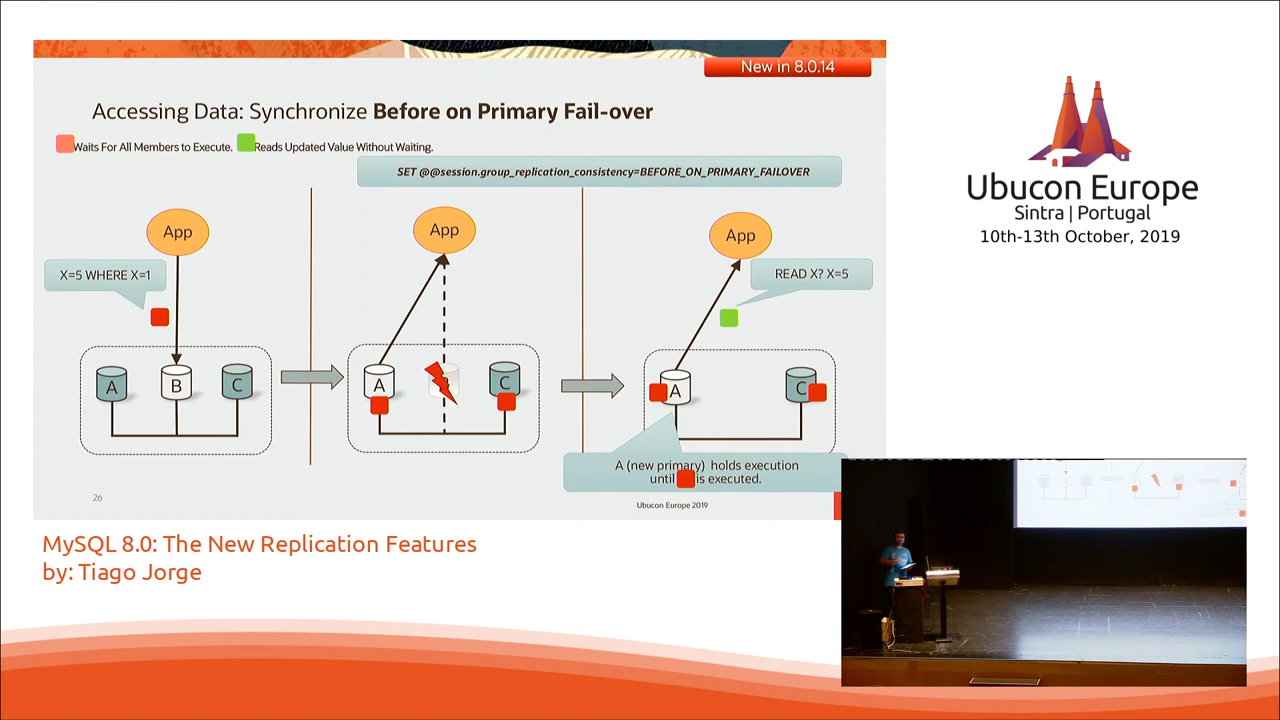 New in 8.0.14
Accessing Data: Synchronize Before on Primary Fail-over
Waits For All Members to Execute. Reads Updated Value Without Waiting.
SET @@session.group_replication_consistency=BEFORE_ON_PRIMARY_FAILOVER
App
App
App
X=5 WHERE X=1
READ X? X=5
A B C
A C
A C
A (new primary) holds execution
until is executed.
26
Ubucon Europe 2019
Ubucon Europe
Sintra | Portugal
10th-13th October, 2019
MySQL 8.0: The New Replication Features
by: Tiago Jorge